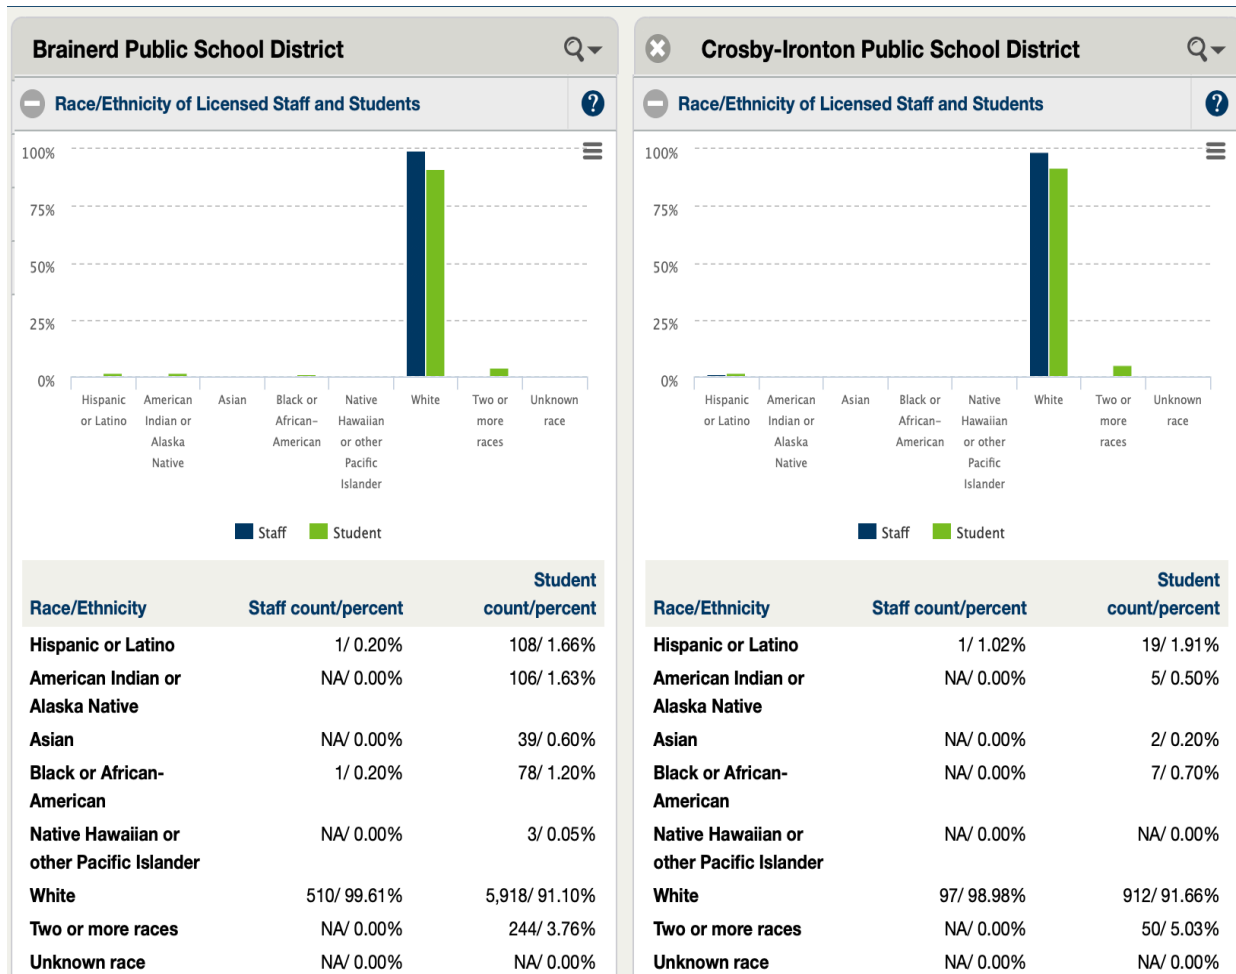 Brainerd Public School District
Race/Ethnicity of Licensed Staff and Students
?
100%
75%
50%
25%
0%
Hispanic or Latino
American Indian or Alaska Native
Asian
Black or African-American
Native Hawaiian or other Pacific Islander
White
Two or more races
Unknown race
Staff
Student
Race/Ethnicity Staff count/percent Student count/percent
Hispanic or Latino 1/ 0.20% 108/ 1.66%
American Indian or Alaska Native NA/ 0.00% 106/ 1.63%
Asian NA/ 0.00% 39/ 0.60%
Black or African-American 1/ 0.20% 78/ 1.20%
Native Hawaiian or other Pacific Islander NA/ 0.00% 3/ 0.05%
White 510/ 99.61% 5,918/ 91.10%
Two or more races NA/ 0.00% 244/ 3.76%
Unknown race NA/ 0.00% NA/ 0.00%
Crosby-Ironton Public School District
Race/Ethnicity of Licensed Staff and Students
?
100%
75%
50%
25%
0%
Hispanic or Latino
American Indian or Alaska Native
Asian
Black or African-American
Native Hawaiian or other Pacific Islander
White
Two or more races
Unknown race
Staff
Student
Race/Ethnicity Staff count/percent Student count/percent
Hispanic or Latino 1/ 1.02% 19/ 1.91%
American Indian or Alaska Native NA/ 0.00% 5/ 0.50%
Asian NA/ 0.00% 2/ 0.20%
Black or African-American NA/ 0.00% 7/ 0.70%
Native Hawaiian or other Pacific Islander NA/ 0.00% NA/ 0.00%
White 97/ 98.98% 912/ 91.66%
Two or more races NA/ 0.00% 50/ 5.03%
Unknown race NA/ 0.00% NA/ 0.00%